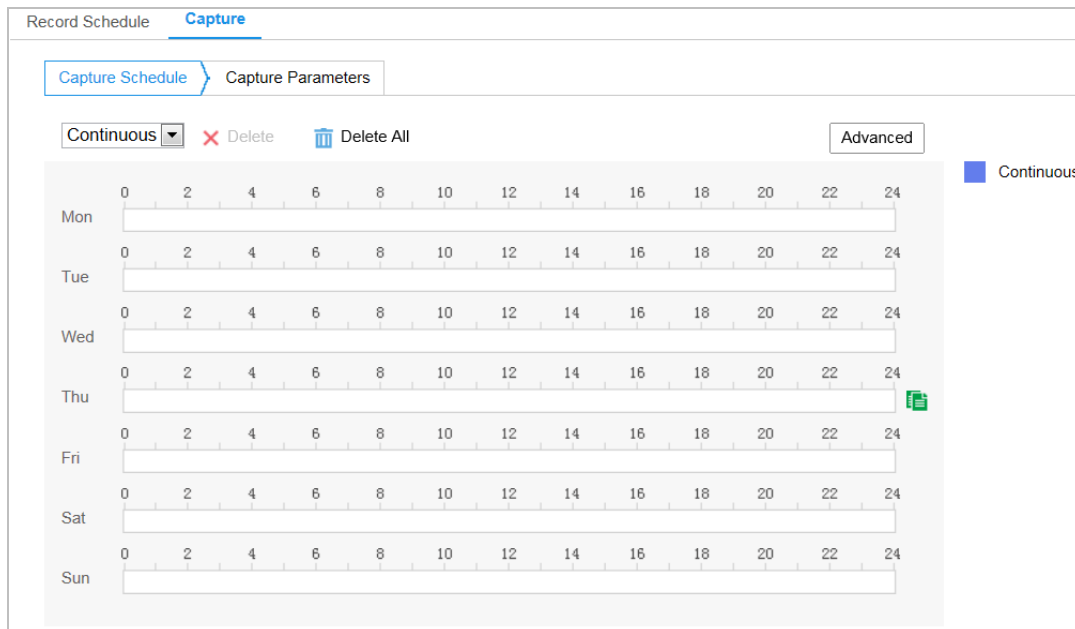 Record Schedule Capture
Capture Schedule Capture Parameters
Continuous Delete Delete All Advanced
Continuous
0 2 4 6 8 10 12 14 16 18 20 22 24
Mon
0 2 4 6 8 10 12 14 16 18 20 22 24
Tue
0 2 4 6 8 10 12 14 16 18 20 22 24
Wed
0 2 4 6 8 10 12 14 16 18 20 22 24
Thu
0 2 4 6 8 10 12 14 16 18 20 22 24
Fri
0 2 4 6 8 10 12 14 16 18 20 22 24
Sat
0 2 4 6 8 10 12 14 16 18 20 22 24
Sun